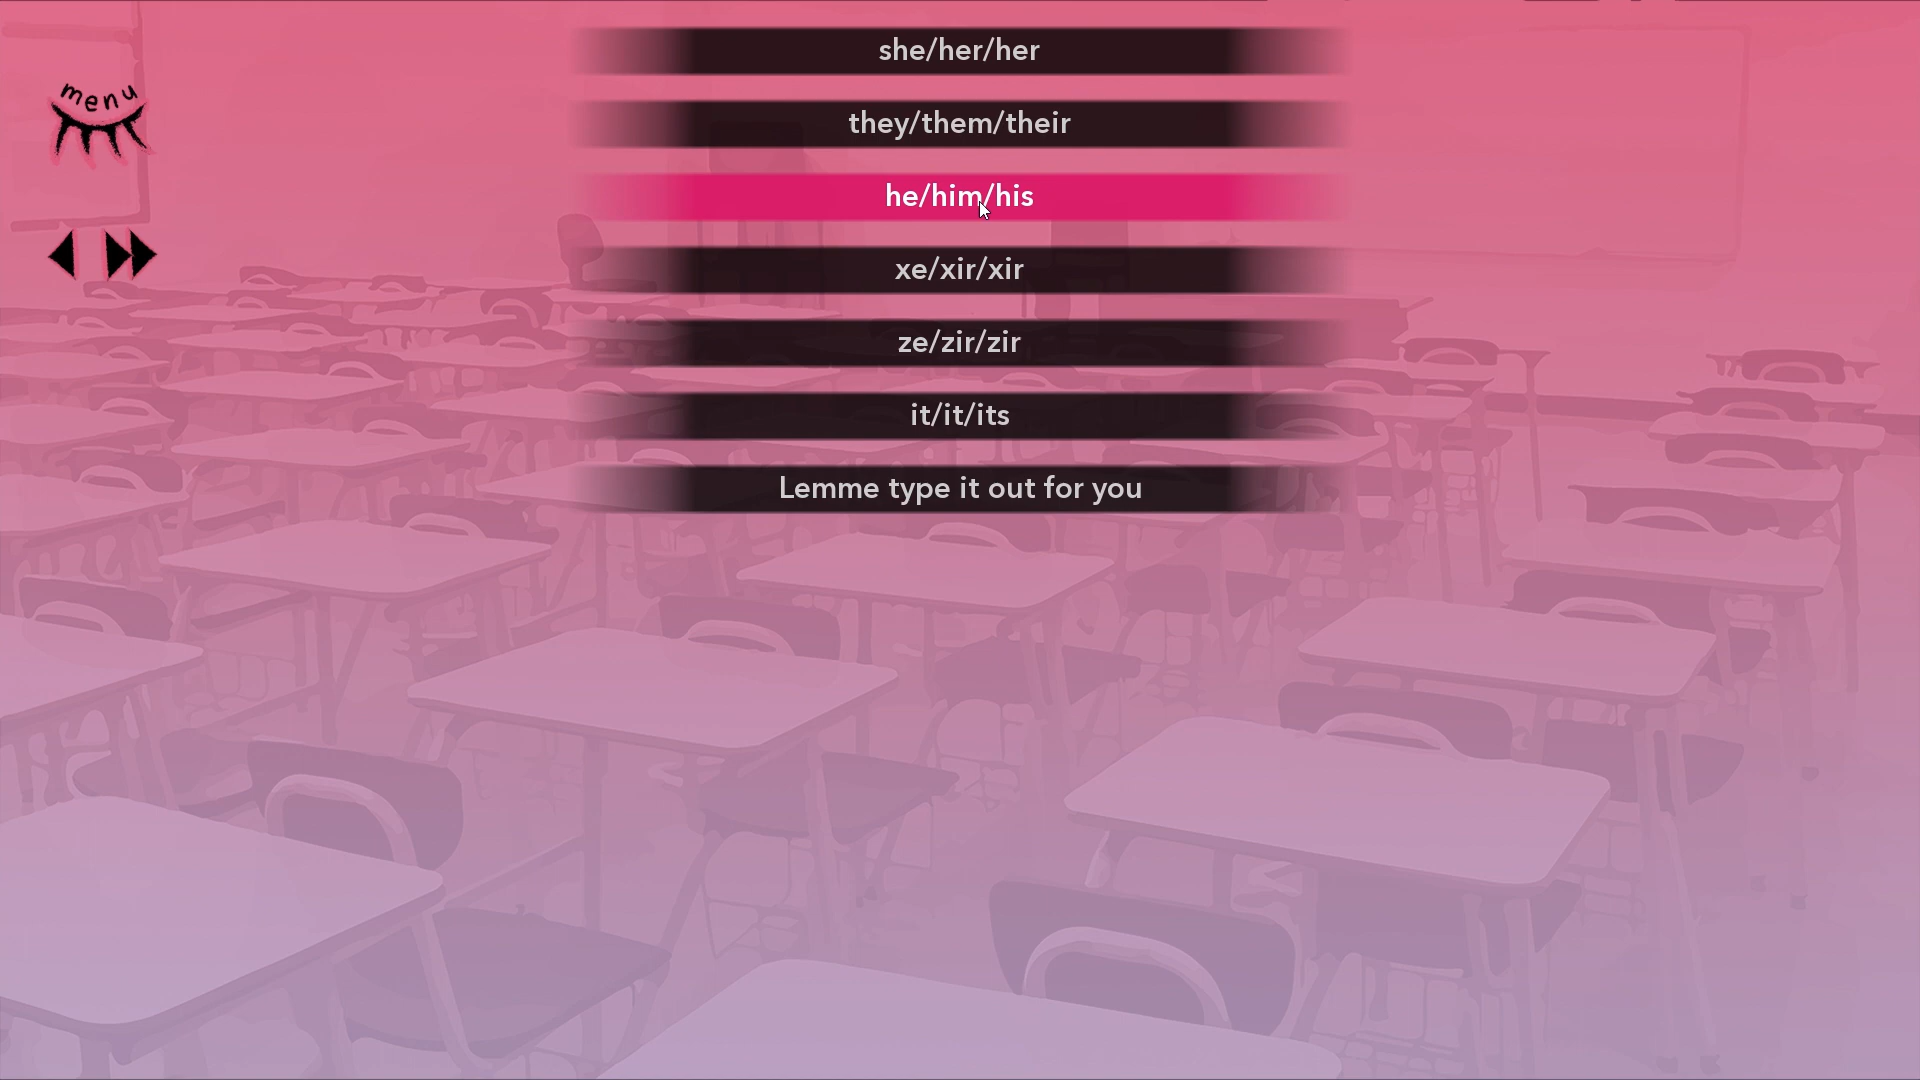 she/her/her
menu
they/them/their
he/him/his
xe/xir/xir
ze/zir/zir
it/it/its
Lemme type it out for you